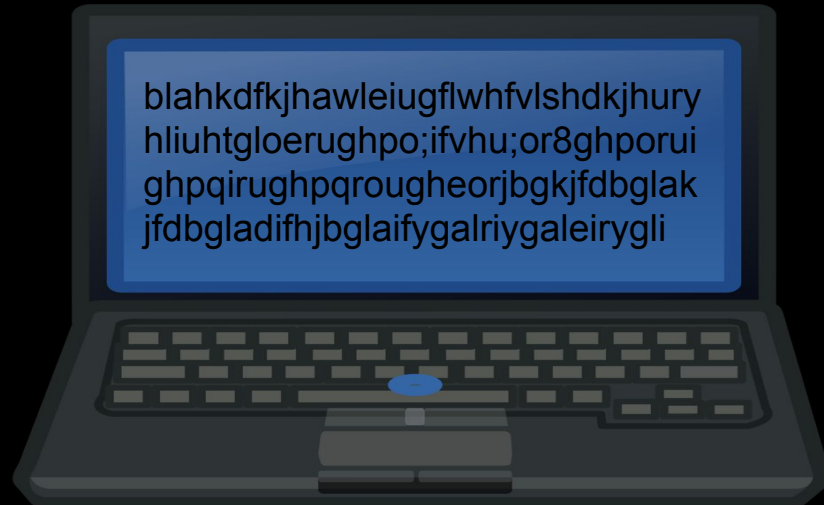 blahkdfkjhawleiugflwhfvlshdkjhury
hliuhtgloerughpo;ifvhu;or8ghporui
ghpqirughpqrougheorjbgkjfdbglak
jfdbgladifhjbglaifygalriygaleirygli